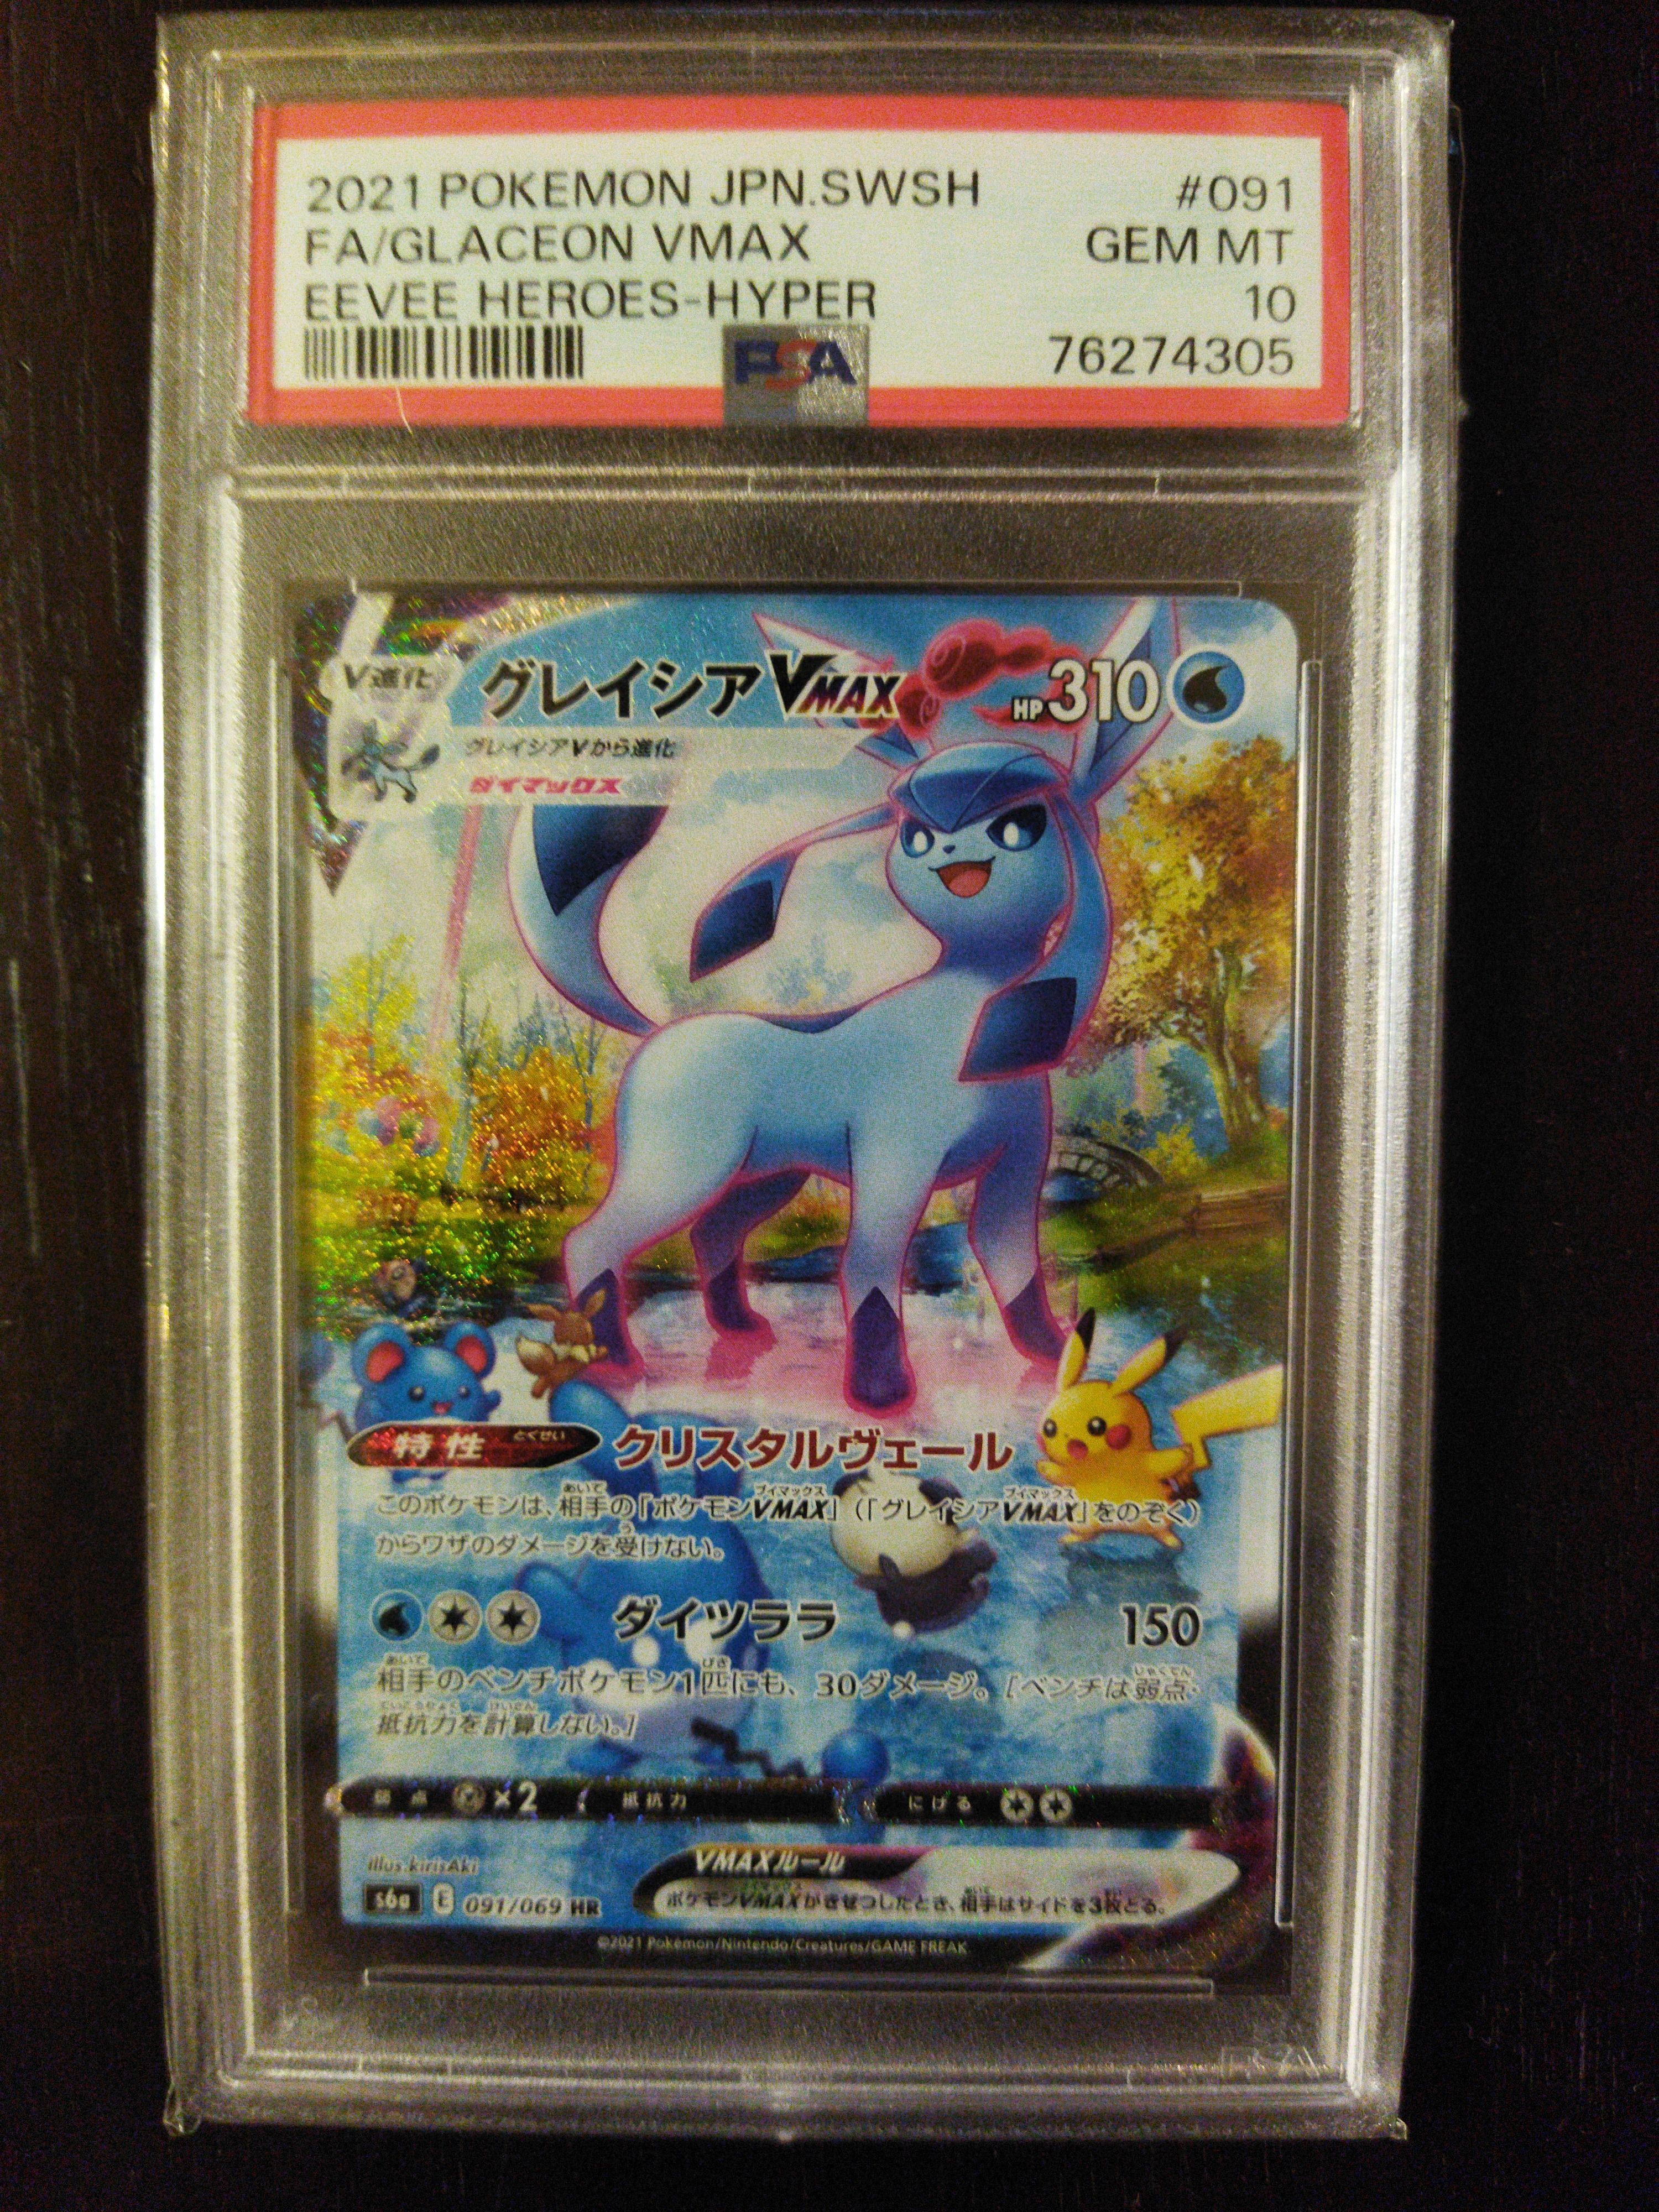 2021 POKEMON JPN.SWSH #091
FA/GLACEON VMAX GEM MT
EEVEE HEROES-HYPER 10
PSA 76274305
V進化 グレイシアVMAX HP310
グレイシアVから進化
ダイマックス
特性 とくせい クリスタルヴェール
このポケモンは、相手の「ポケモンVMAX」(「グレイシアVMAX」をのぞく)
からワザのダメージを受けない。
ダイツララ 150
相手のベンチポケモン1匹にも、30ダメージ。[ベンチは弱点・
抵抗力を計算しない。]
弱点 ×2 抵抗力 にげる
illus.kirisAki
VMAXルール
s6a E 091/069 HR ポケモンVMAXがきぜつしたとき、相手はサイドを3枚とる。
©2021 Pokémon/Nintendo/Creatures/GAME FREAK